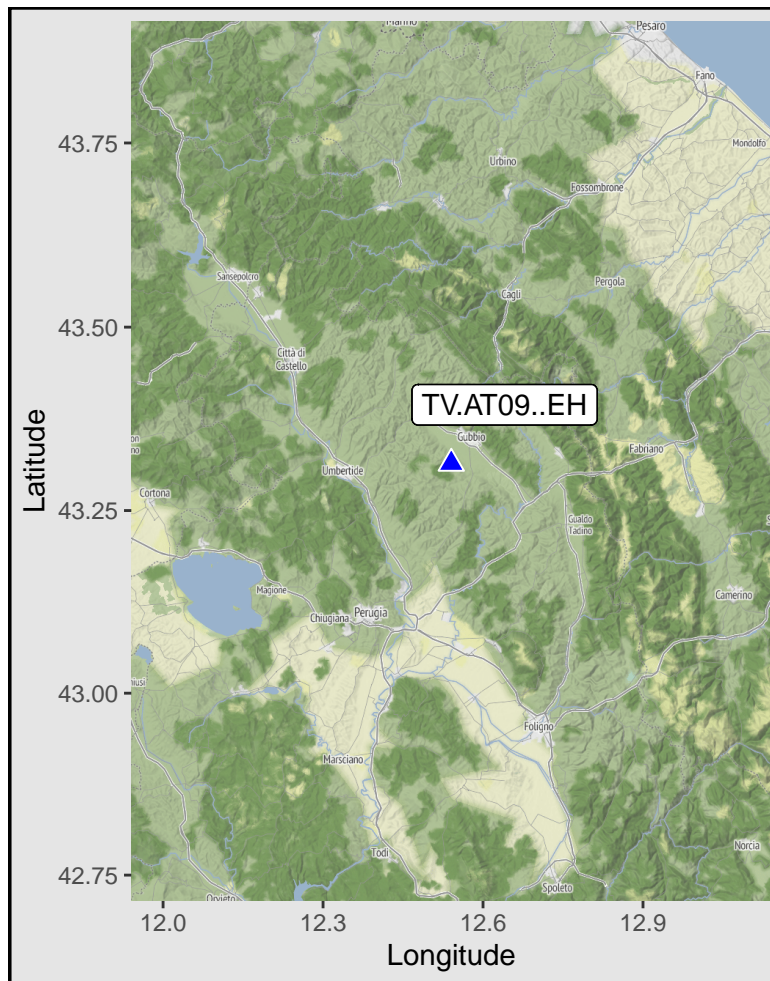 Marino
Pesaro
Fano
43.75
Mondolfo
Urbino
Fossombrone
Sansepolcro
Pergola
Cagli
43.50
Città di
Castello
TV.AT09..EH
Gubbio
Fabriano
Umbertide
Cortona
43.25
Gualdo
Tadino
Magione
Camerino
Chiugiana
Perugia
43.00
Foligno
Marsciano
Norcia
Todi
42.75
Spoleto
Orvieto
12.0
12.3
12.6
12.9
Longitude
Latitude